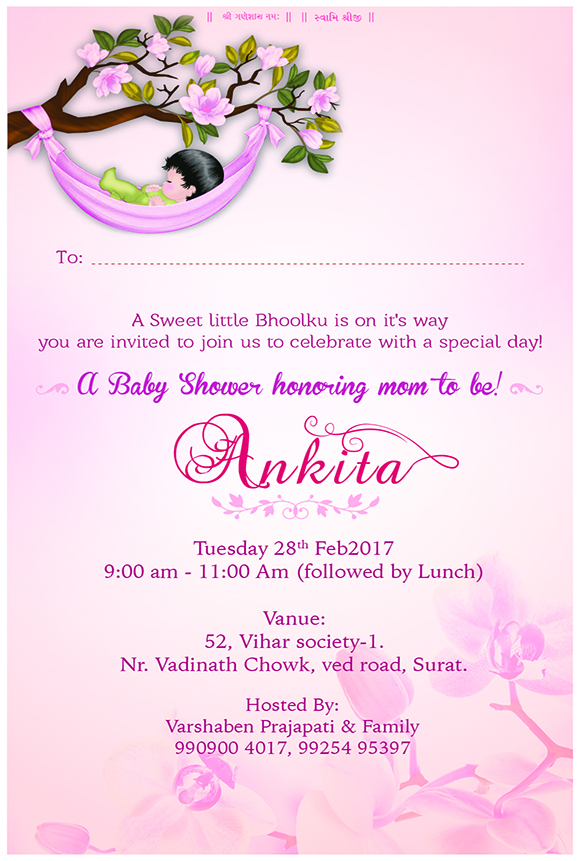 || શ્રી ગણેશાય નમઃ || || સ્વામિ શ્રીજી ||
To:
A Sweet little Bhoolku is on it's way
you are invited to join us to celebrate with a special day!
A Baby Shower honoring mom to be!
Ankita
Tuesday 28th Feb2017
9:00 am - 11:00 Am (followed by Lunch)
Vanue:
52, Vihar society-1.
Nr. Vadinath Chowk, ved road, Surat.
Hosted By:
Varshaben Prajapati & Family
990900 4017, 99254 95397